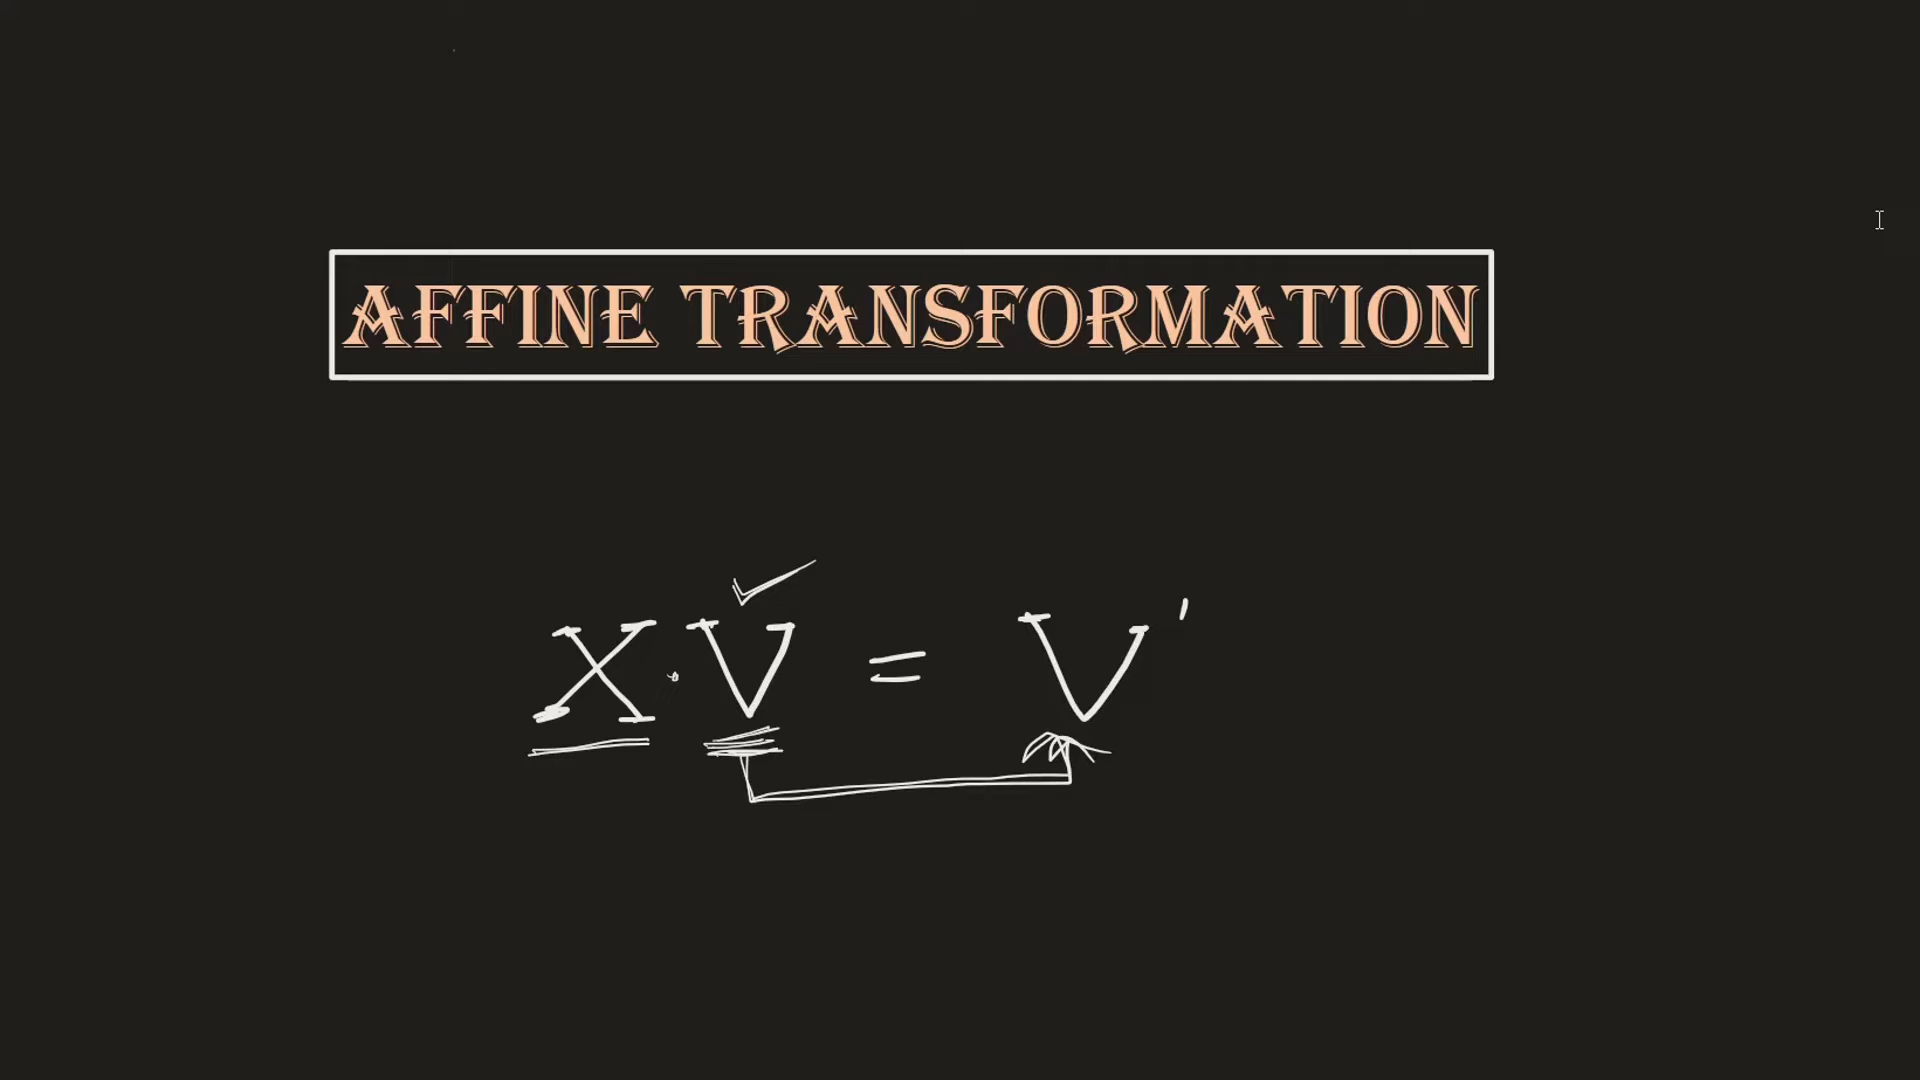 AFFINE TRANSFORMATION
X . V = V'